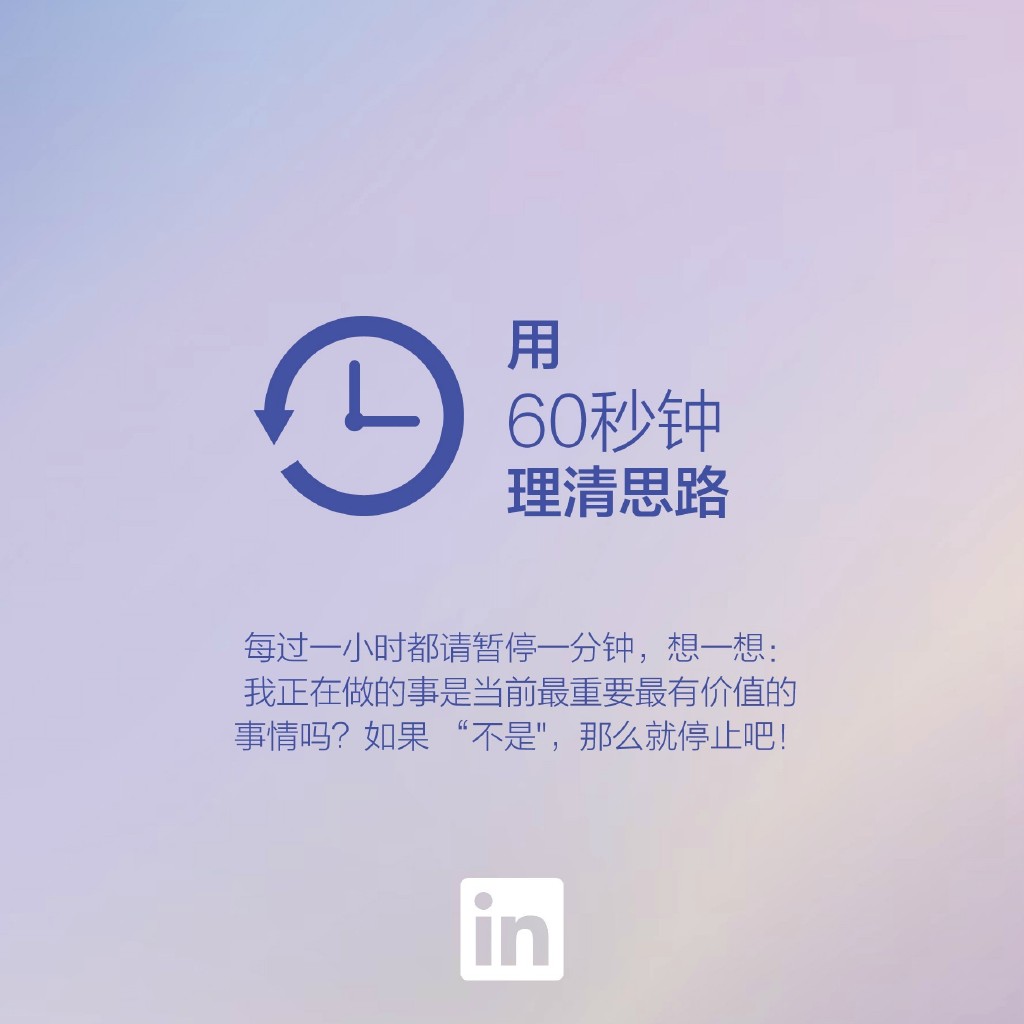 用
60秒钟
理清思路
每过一小时都请暂停一分钟，想一想：
我正在做的事是当前最重要最有价值的
事情吗？如果 “不是"，那么就停止吧！
in